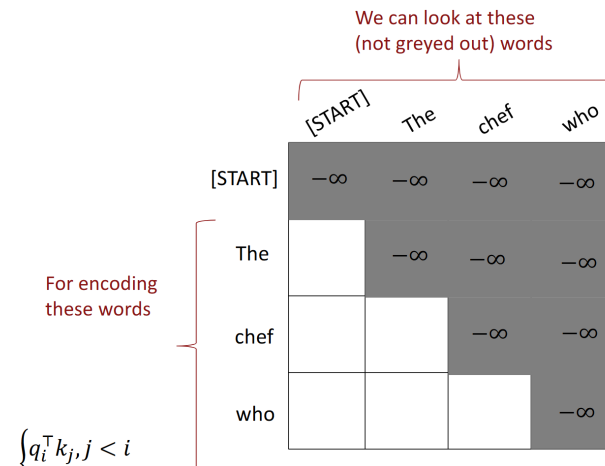 We can look at these
(not greyed out) words
[START] The chef who
[START] −∞ −∞ −∞ −∞
The −∞ −∞ −∞
For encoding
these words
chef −∞ −∞
who −∞
{q_i^⊤ k_j, j < i